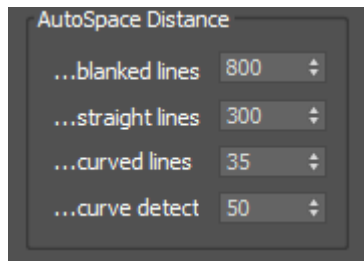 AutoSpace Distance
...blanked lines 800
...straight lines 300
...curved lines 35
...curve detect 50